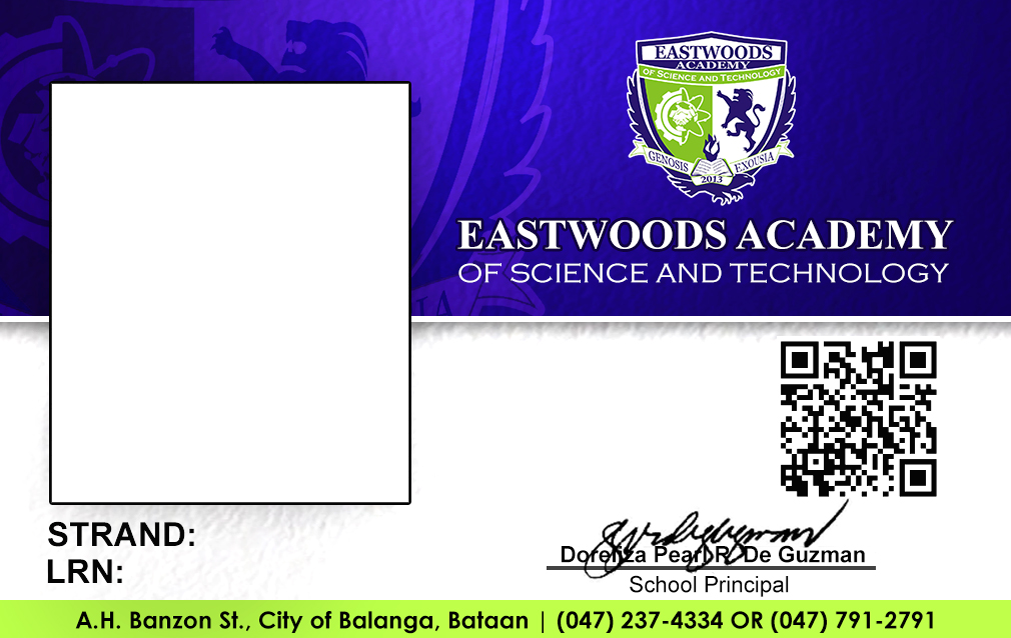 EASTWOODS
ACADEMY
OF SCIENCE AND TECHNOLOGY
GENOSIS EXOUSIA
2013
EASTWOODS ACADEMY
OF SCIENCE AND TECHNOLOGY
STRAND:
LRN:
Pearl R. De Guzman
School Principal
A.H. Banzon St., City of Balanga, Bataan | (047) 237-4334 OR (047) 791-2791